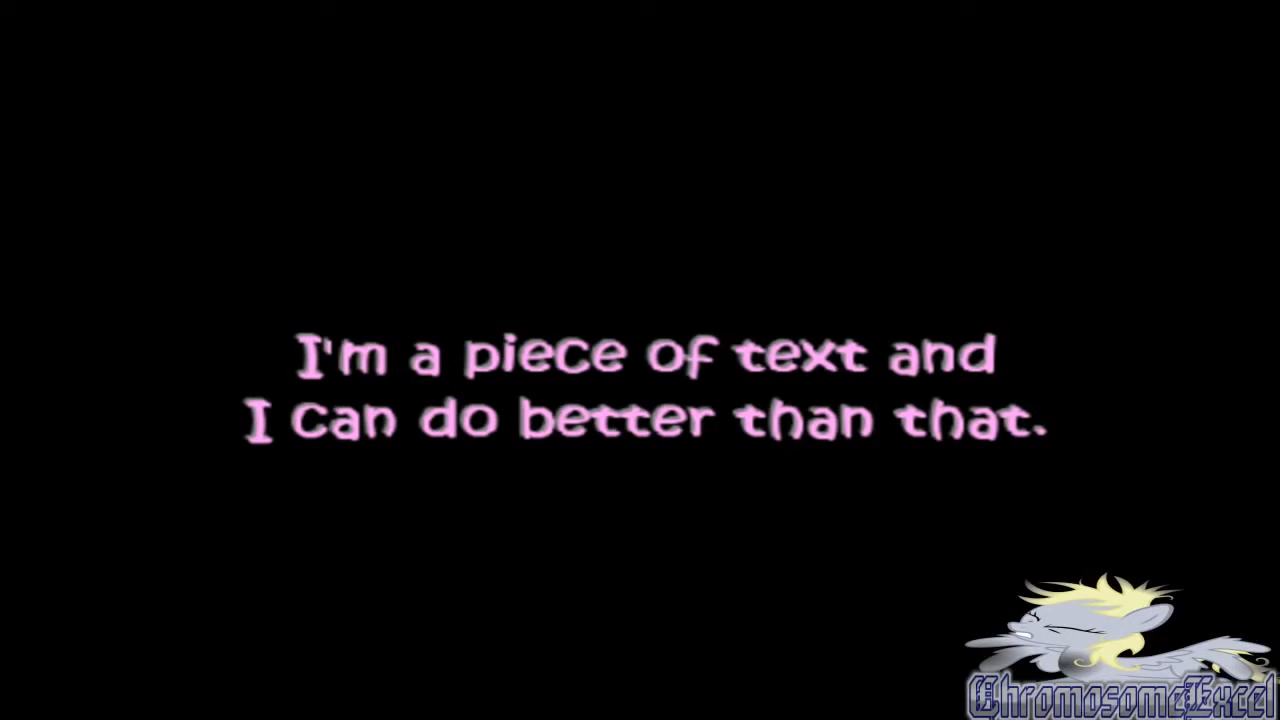 I'm a piece of text and
I can do better than that.
ChromosomeExcel